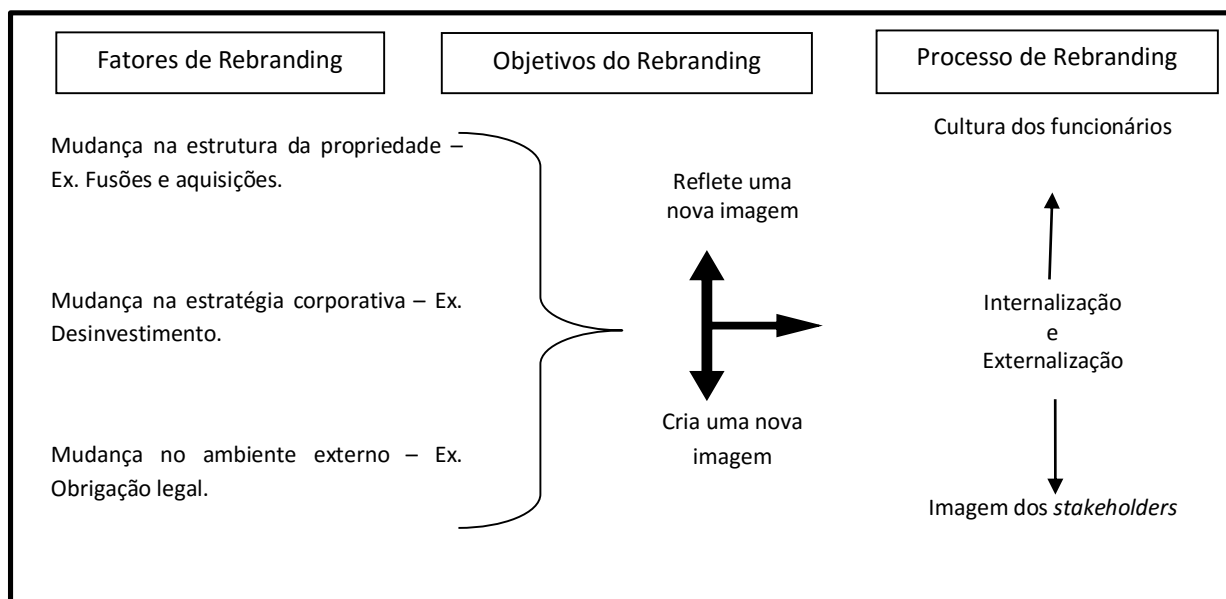 Fatores de Rebranding
Objetivos do Rebranding
Processo de Rebranding
Mudança na estrutura da propriedade –
Ex. Fusões e aquisições.
Mudança na estratégia corporativa – Ex.
Desinvestimento.
Mudança no ambiente externo – Ex.
Obrigação legal.
Reflete uma
nova imagem
Cria uma nova
imagem
Cultura dos funcionários
Internalização
e
Externalização
Imagem dos stakeholders